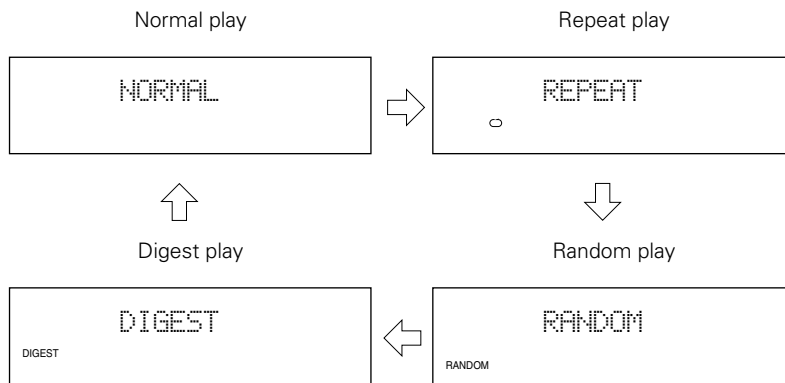 Normal play
Repeat play
NORMAL
REPEAT
Digest play
Random play
DIGEST
RANDOM
DIGEST
RANDOM